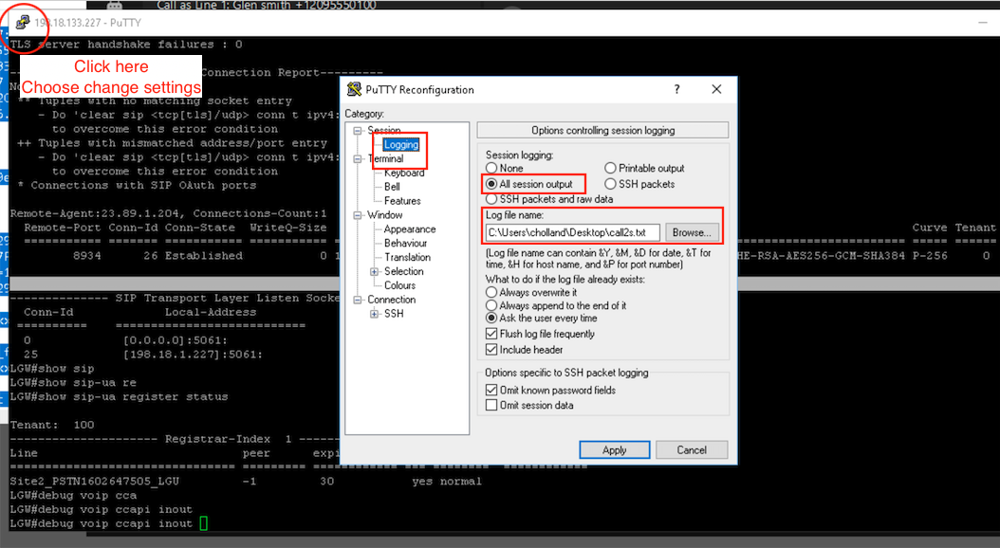 Call as Line 1: Glen smith +12095550100
198.18.133.227 - PuTTY
TLS server handshake failures : 0
Click here
Choose change settings
Connection Report---------
** Tuples with no matching socket entry
- Do 'clear sip <tcp[tls]/udp> conn t ipv4:
to overcome this error condition
++ Tuples with mismatched address/port entry
- Do 'clear sip <tcp[tls]/udp> conn t ipv4:
to overcome this error condition
* Connections with SIP OAuth ports
Remote-Agent:23.89.1.204, Connections-Count:1
Remote-Port Conn-Id Conn-State WriteQ-Size Curve Tenant
=========== ======= =========== ===========
8934 26 Established 0 HE-RSA-AES256-GCM-SHA384 P-256 0
-------------- SIP Transport Layer Listen Socke
Conn-Id Local-Address
========== ===========================
0 [0.0.0.0]:5061:
25 [198.18.1.227]:5061:
LGW#show sip
LGW#show sip-ua re
LGW#show sip-ua register status
Tenant: 100
--------------------- Registrar-Index 1 ------
Line peer expi
Site2_PSTN1602647505_LGU -1 30 yes normal
LGW#debug voip cca
LGW#debug voip ccapi inout
LGW#debug voip ccapi inout
PuTTY Reconfiguration ?
Category:
Session
Logging
Terminal
Keyboard
Bell
Features
Window
Appearance
Behaviour
Translation
Selection
Colours
Connection
SSH
Options controlling session logging
Session logging:
None
Printable output
All session output
SSH packets
SSH packets and raw data
Log file name:
C:\Users\cholland\Desktop\call2s.txt
Browse...
(Log file name can contain &Y, &M, &D for date, &T for
time, &H for host name, and &P for port number)
What to do if the log file already exists:
Always overwrite it
Always append to the end of it
Ask the user every time
Flush log file frequently
Include header
Options specific to SSH packet logging
Omit known password fields
Omit session data
Apply
Cancel